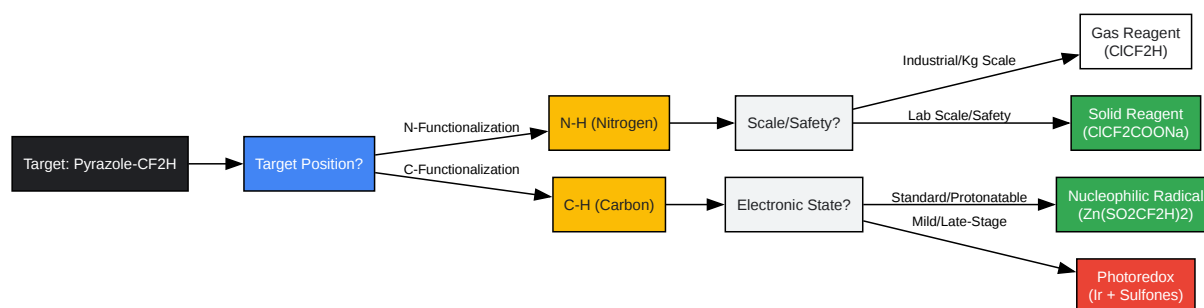 Gas Reagent
(ClCF2H)
Industrial/Kg Scale
N-Functionalization
N-H (Nitrogen)
Scale/Safety?
Lab Scale/Safety
Solid Reagent
(ClCF2COONa)
Target: Pyrazole-CF2H
Target Position?
C-Functionalization
C-H (Carbon)
Electronic State?
Standard/Protonatable
Nucleophilic Radical
(Zn(SO2CF2H)2)
Mild/Late-Stage
Photoredox
(Ir + Sulfones)